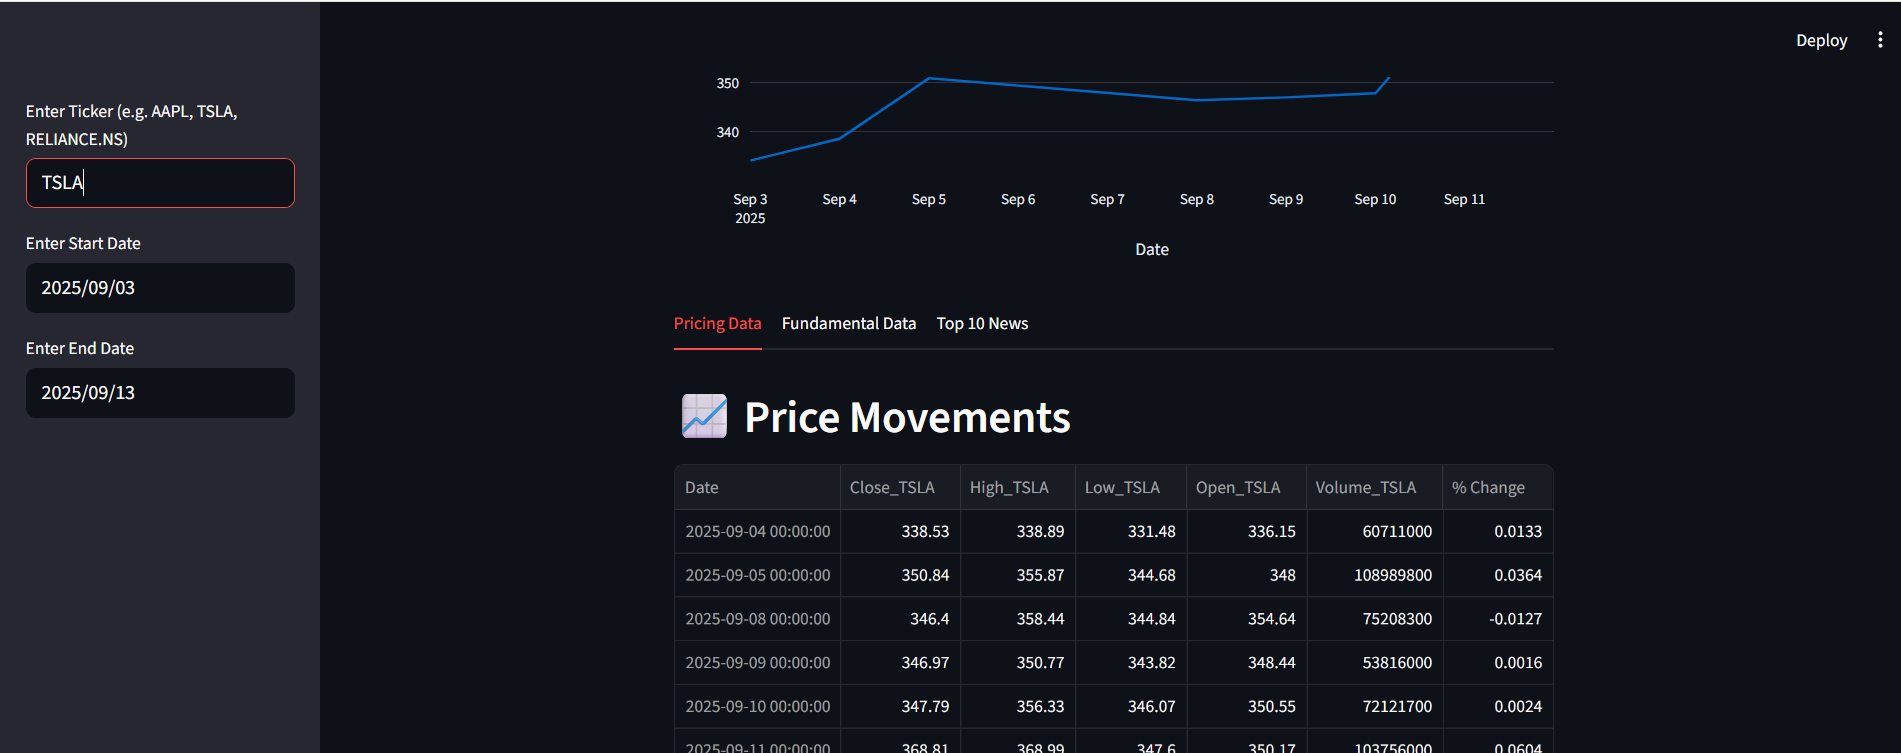 Deploy
Enter Ticker (e.g. AAPL, TSLA,
RELIANCE.NS)
TSLA
Enter Start Date
2025/09/03
Enter End Date
2025/09/13
350
340
Sep 3 Sep 4 Sep 5 Sep 6 Sep 7 Sep 8 Sep 9 Sep 10 Sep 11
2025
Date
Pricing Data Fundamental Data Top 10 News
Price Movements
Date Close_TSLA High_TSLA Low_TSLA Open_TSLA Volume_TSLA % Change
2025-09-04 00:00:00 338.53 338.89 331.48 336.15 60711000 0.0133
2025-09-05 00:00:00 350.84 355.87 344.68 348 108989800 0.0364
2025-09-08 00:00:00 346.4 358.44 344.84 354.64 75208300 -0.0127
2025-09-09 00:00:00 346.97 350.77 343.82 348.44 53816000 0.0016
2025-09-10 00:00:00 347.79 356.33 346.07 350.55 72121700 0.0024
2025-09-11 00:00:00 368.81 368.99 347.6 350.17 103756000 0.0604